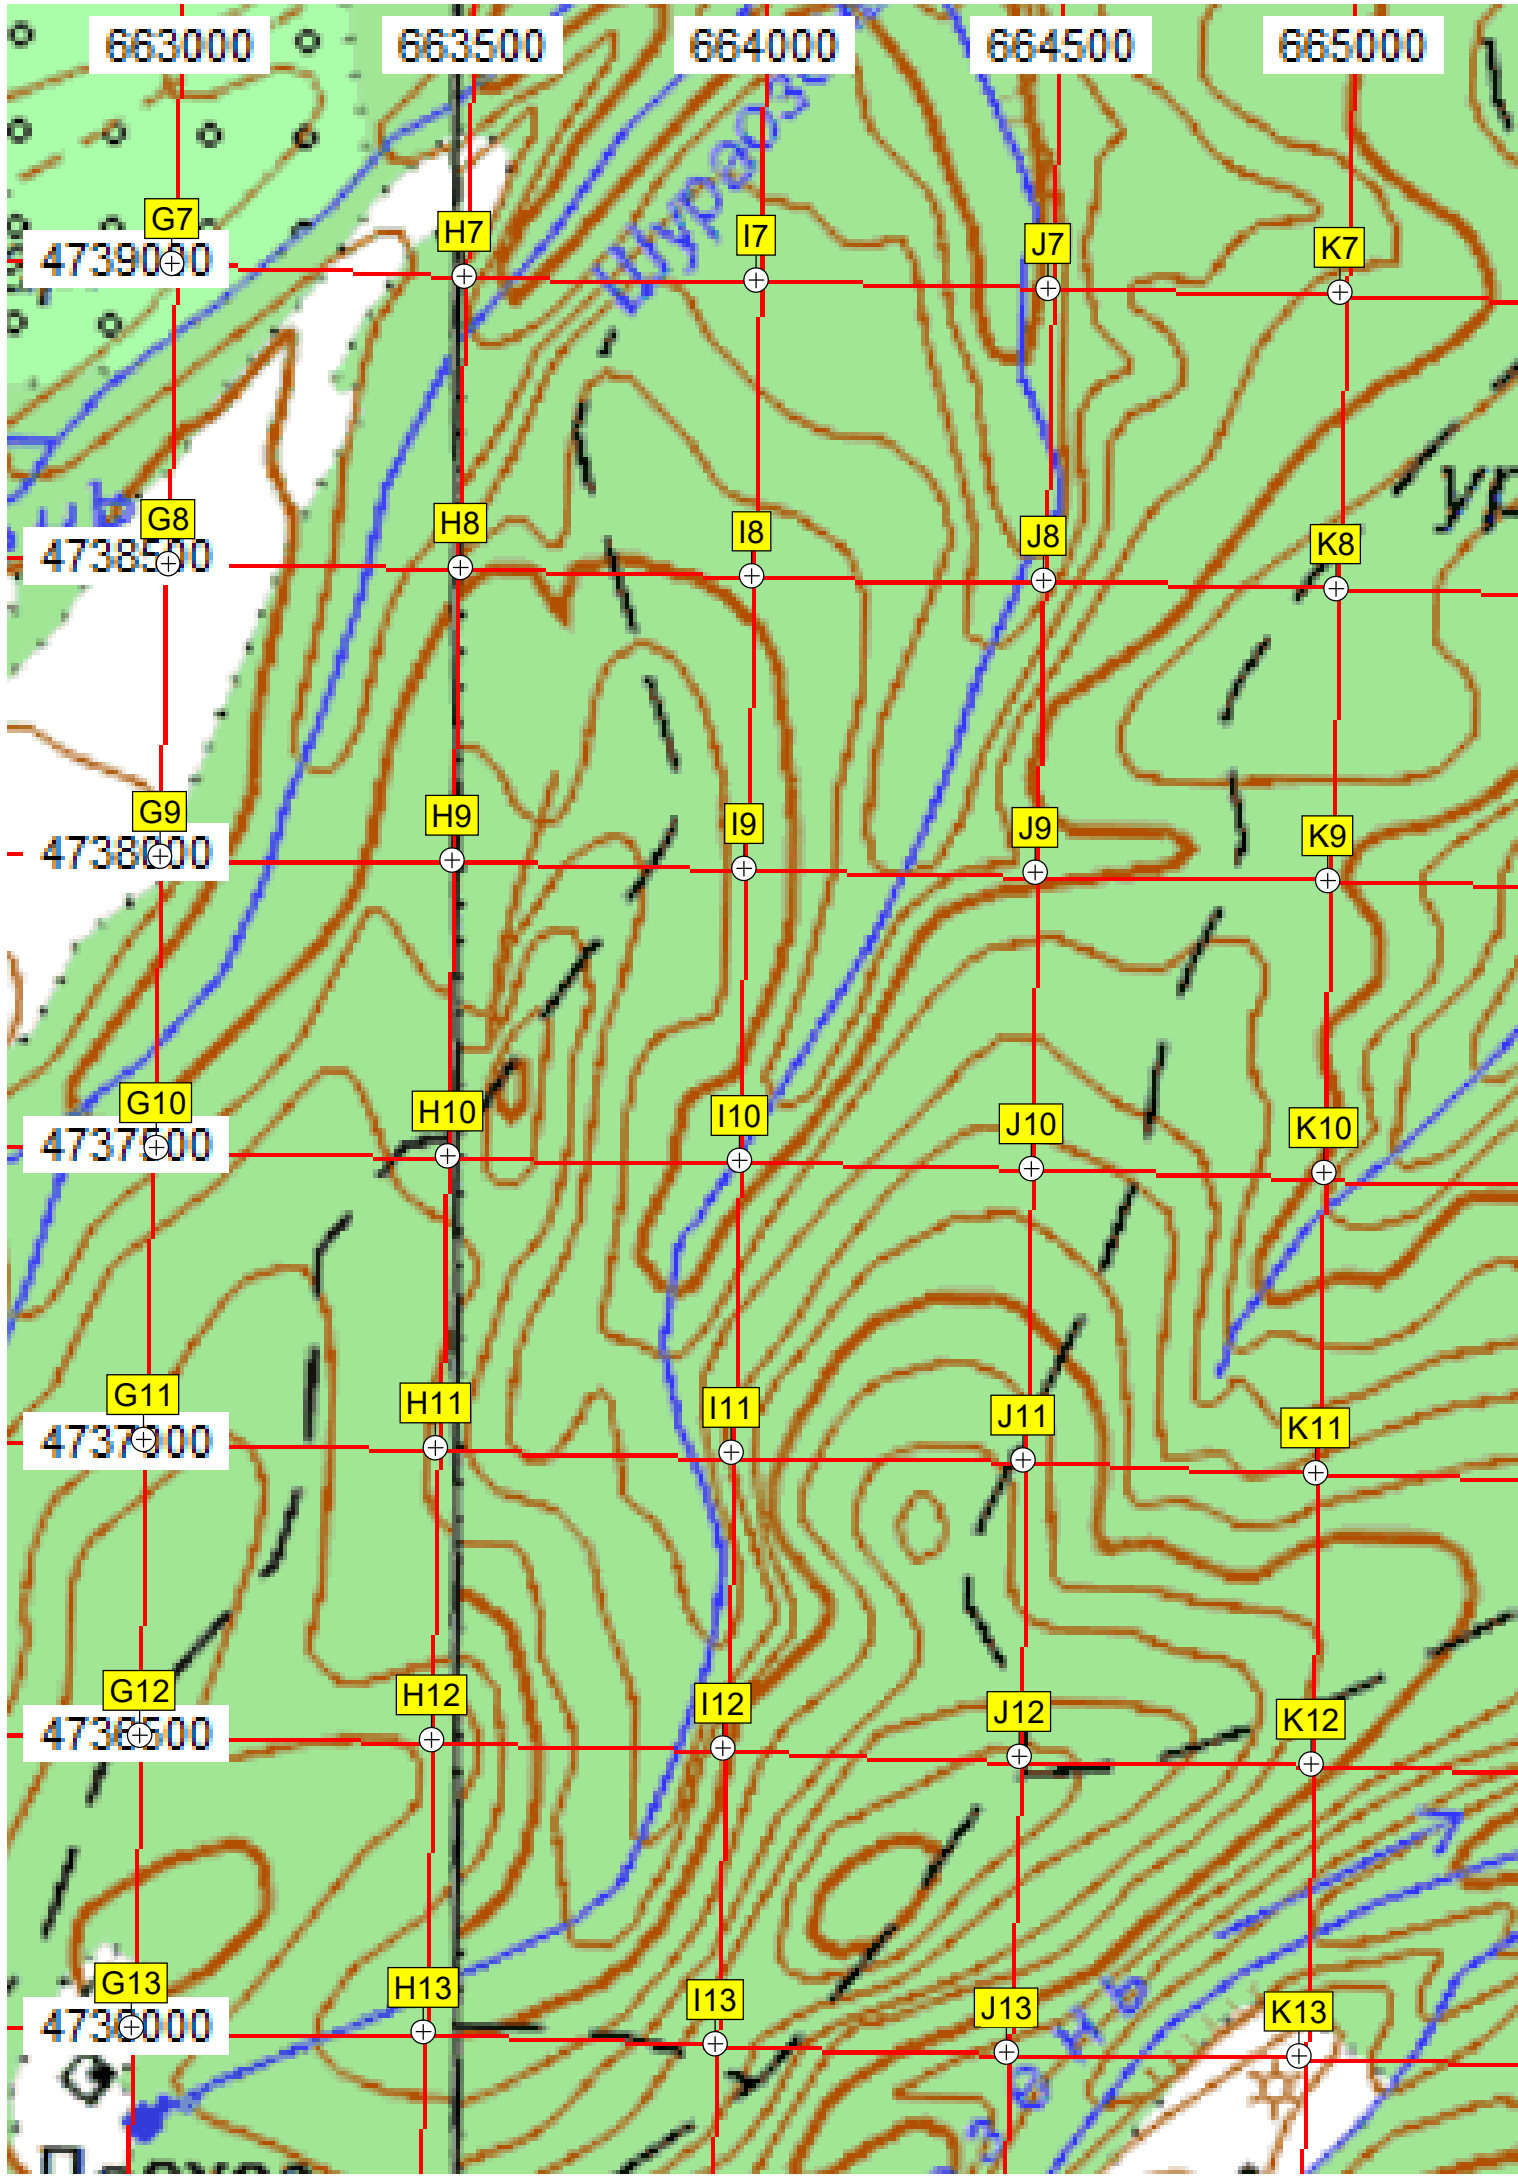 663000 663500 664000 664500 665000
G7 H7 I7 J7 K7
4739000
G8 H8 I8 J8 K8
4738500
G9 H9 I9 J9 K9
4738000
G10 H10 I10 J10 K10
4737500
G11 H11 I11 J11 K11
4737000
G12 H12 I12 J12 K12
4736500
G13 H13 I13 J13 K13
4736000
ур